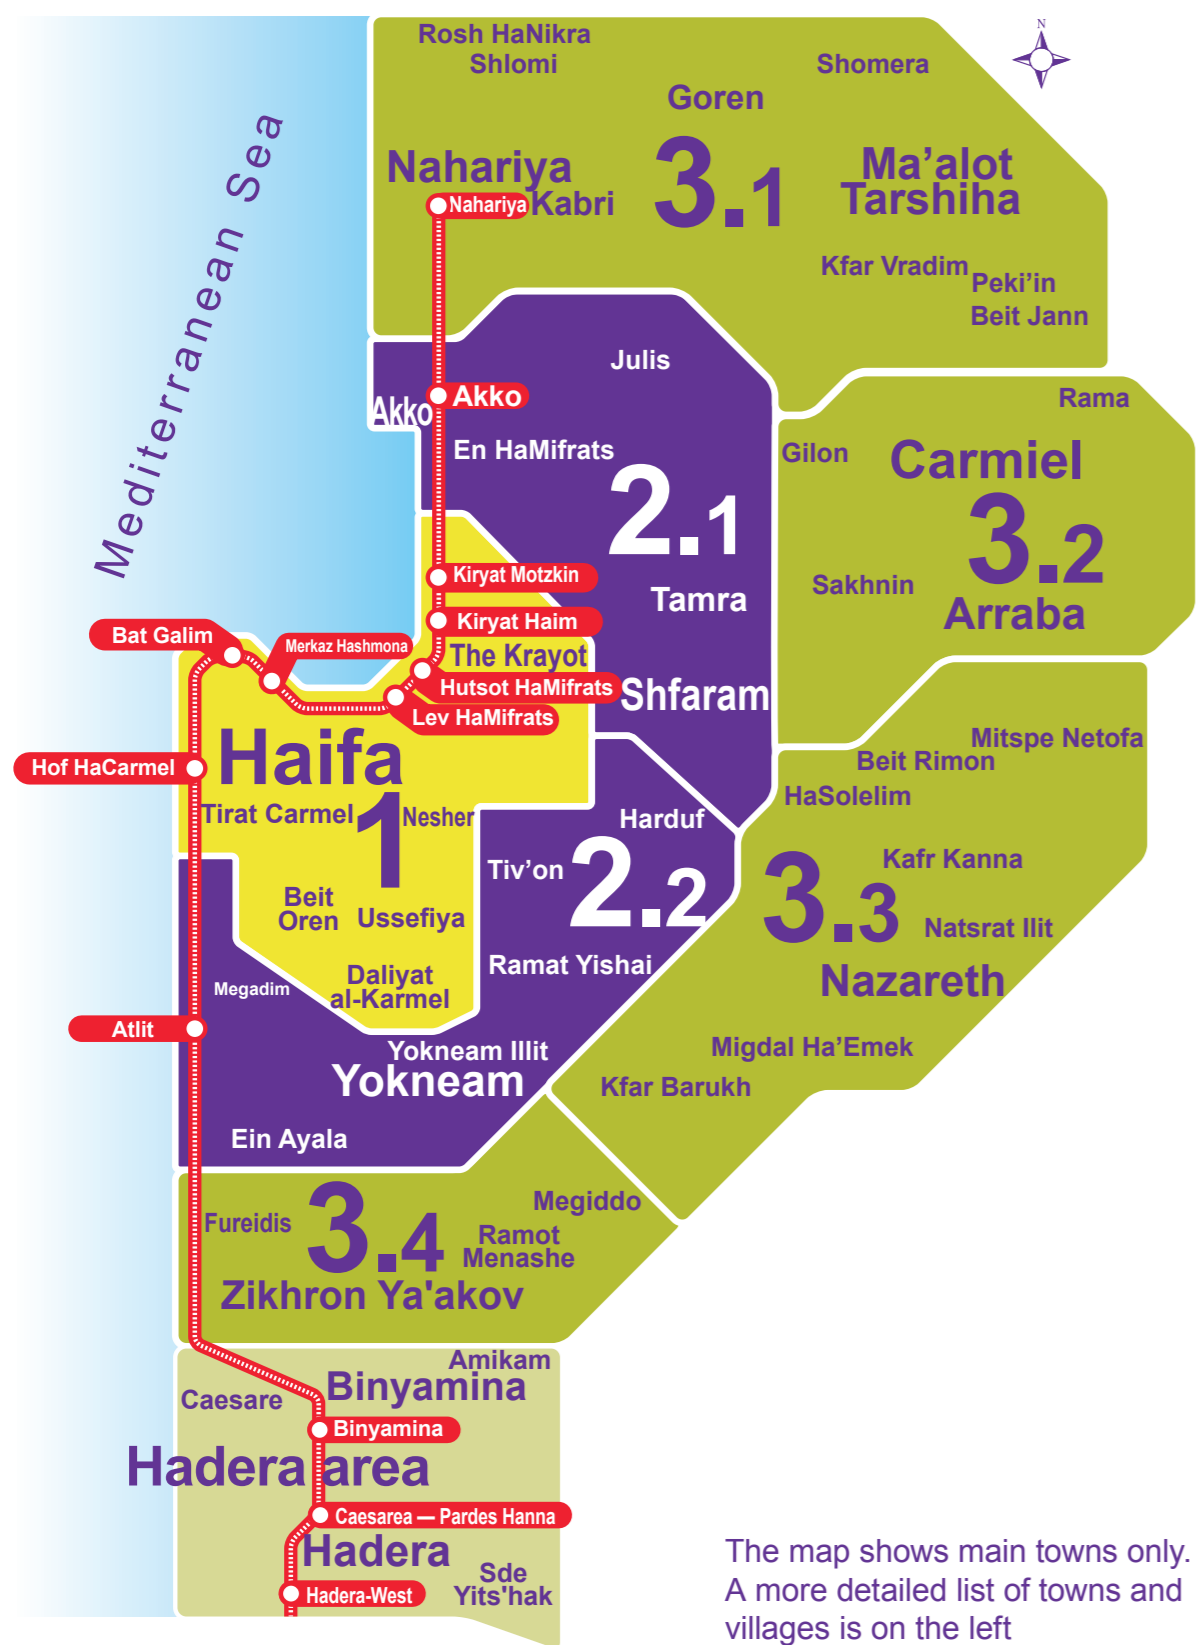 N
Rosh HaNikra
Shlomi
Shomera
Goren
Mediterranean Sea
Nahariya
3.1
Ma’alot
Tarshiha
Nahariya
Kabri
Kfar Vradim
Peki’in
Beit Jann
Julis
Akko
Akko
Rama
En HaMifrats
Gilon
Carmiel
2.1
3.2
Kiryat Motzkin
Sakhnin
Tamra
Arraba
Kiryat Haim
Bat Galim
Merkaz Hashmona
The Krayot
Hutsot HaMifrats
Shfaram
Lev HaMifrats
Mitspe Netofa
Haifa
Beit Rimon
Hof HaCarmel
HaSolelim
Tirat Carmel
1
Nesher
Harduf
Tiv’on
2.2
Kafr Kanna
3.3
Beit
Oren
Ussefiya
Natsrat Ilit
Ramat Yishai
Nazareth
Daliyat
al-Karmel
Megadim
Atlit
Yokneam Illit
Migdal Ha’Emek
Yokneam
Kfar Barukh
Ein Ayala
Megiddo
Fureidis
3.4
Ramot
Menashe
Zikhron Ya'akov
Amikam
Binyamina
Caesare
Binyamina
Hadera area
Caesarea — Pardes Hanna
Hadera
Sde
Yits'hak
Hadera-West
The map shows main towns only.
A more detailed list of towns and
villages is on the left